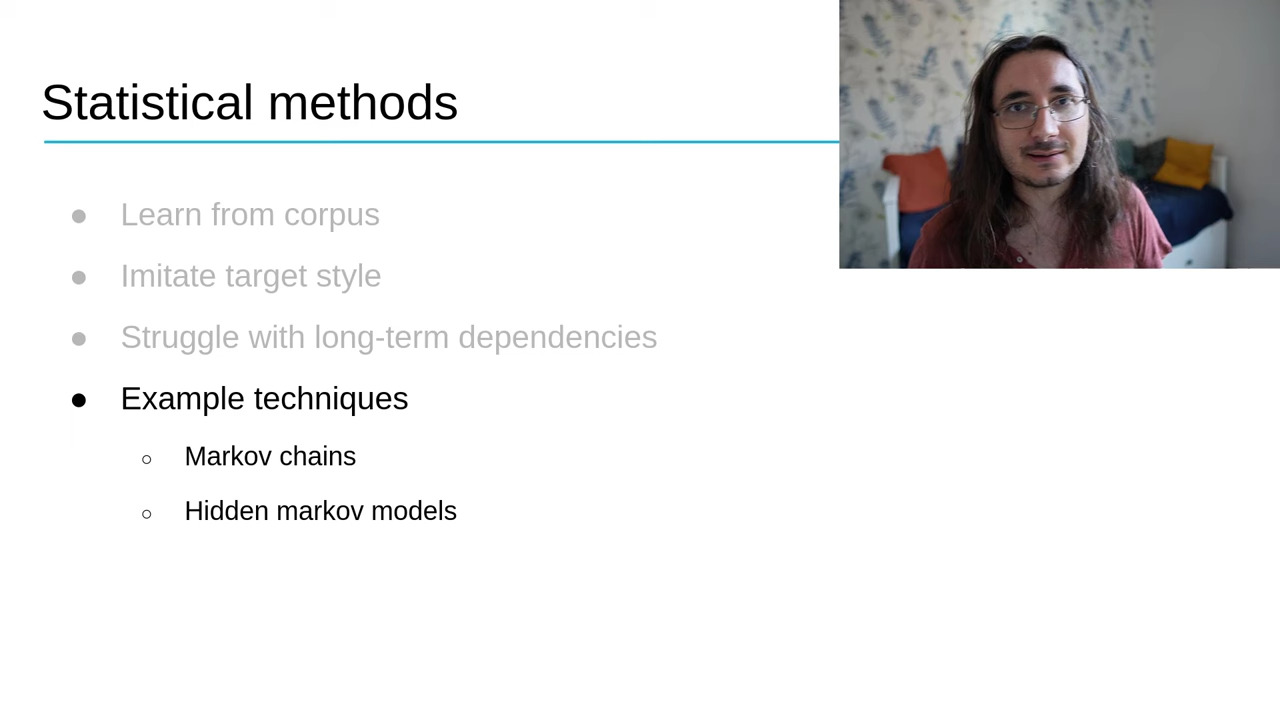 Statistical methods
● Learn from corpus
● Imitate target style
● Struggle with long-term dependencies
● Example techniques
○ Markov chains
○ Hidden markov models